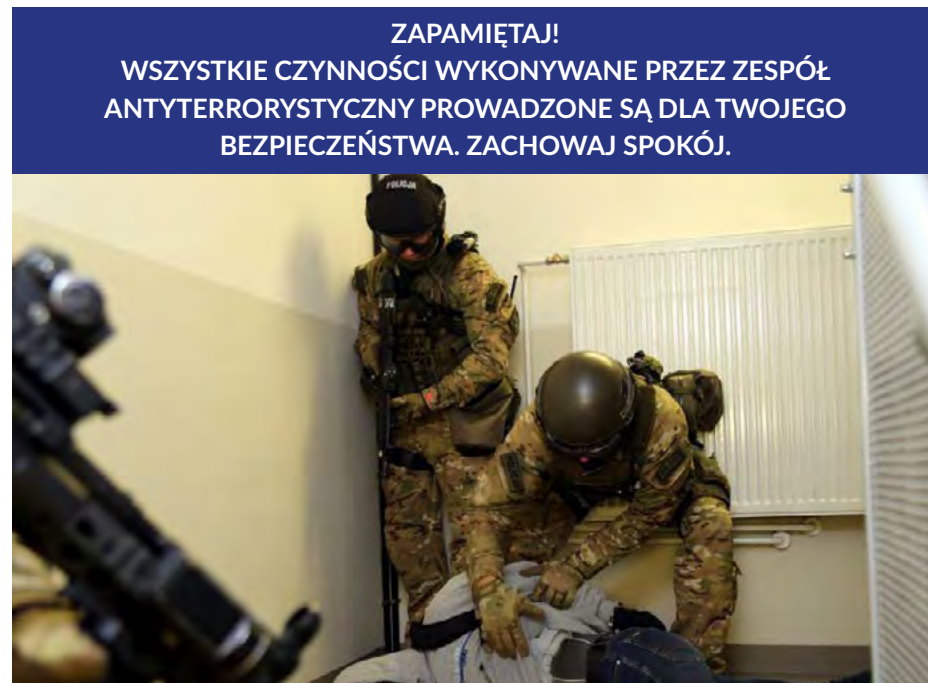 ZAPAMIĘTAJ!
WSZYSTKIE CZYNNOŚCI WYKONYWANE PRZEZ ZESPÓŁ
ANTYTERRORYSTYCZNY PROWADZONE SĄ DLA TWOJEGO
BEZPIECZEŃSTWA. ZACHOWAJ SPOKÓJ.
POLICJA